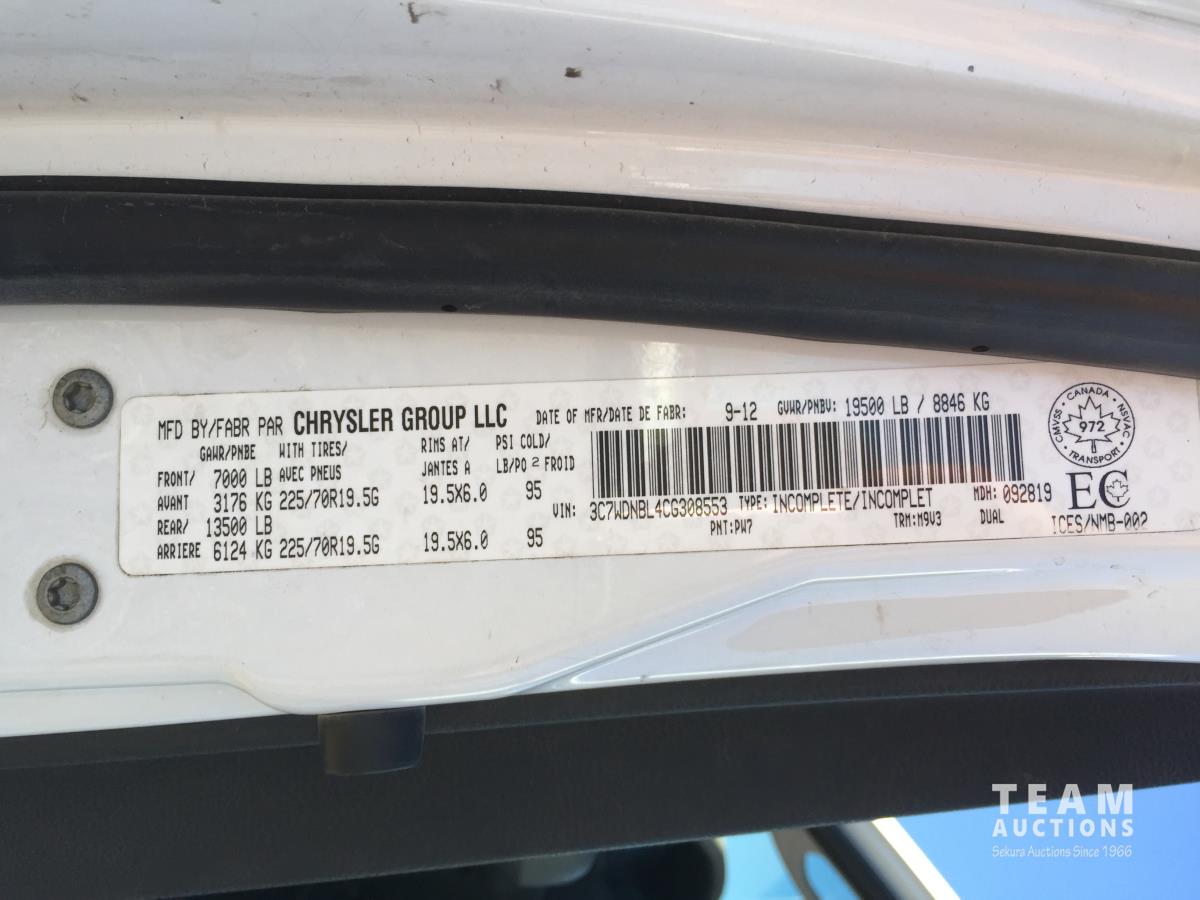 MFD BY/FABR PAR CHRYSLER GROUP LLC DATE OF MFR/DATE DE FABR: 9-12 GVWR/PNBV: 19500 LB / 8846 KG
GAWR/PNBE WITH TIRES/ RIMS AT/ PSI COLD/
FRONT/ 7000 LB AVEC PNEUS JANTES A LB/PO² FROID
AVANT 3176 KG 225/70R19.5G 19.5X6.0 95
VIN: 3C7WDNBL4CG308553 TYPE: INCOMPLETE/INCOMPLET MDH: 092819
REAR/ 13500 LB
PNT: PW7 TRM: M9V3 DUAL
ARRIERE 6124 KG 225/70R19.5G 19.5X6.0 95
CANADA
CMVSS NSVAC
972
TRANSPORT
EC
ICES/NMB-002
TEAM
AUCTIONS
Sekura Auctions Since 1966